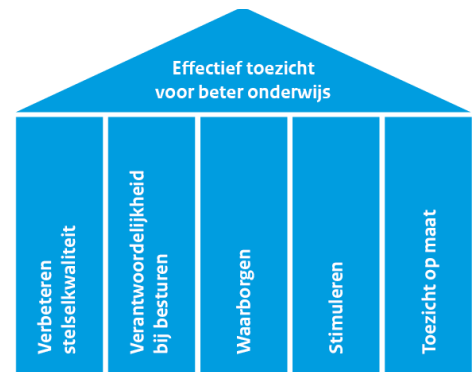 Effectief toezicht
voor beter onderwijs
Verbeteren
stelselkwaliteit
Verantwoordelijkheid
bij besturen
Waarborgen
Stimuleren
Toezicht op maat